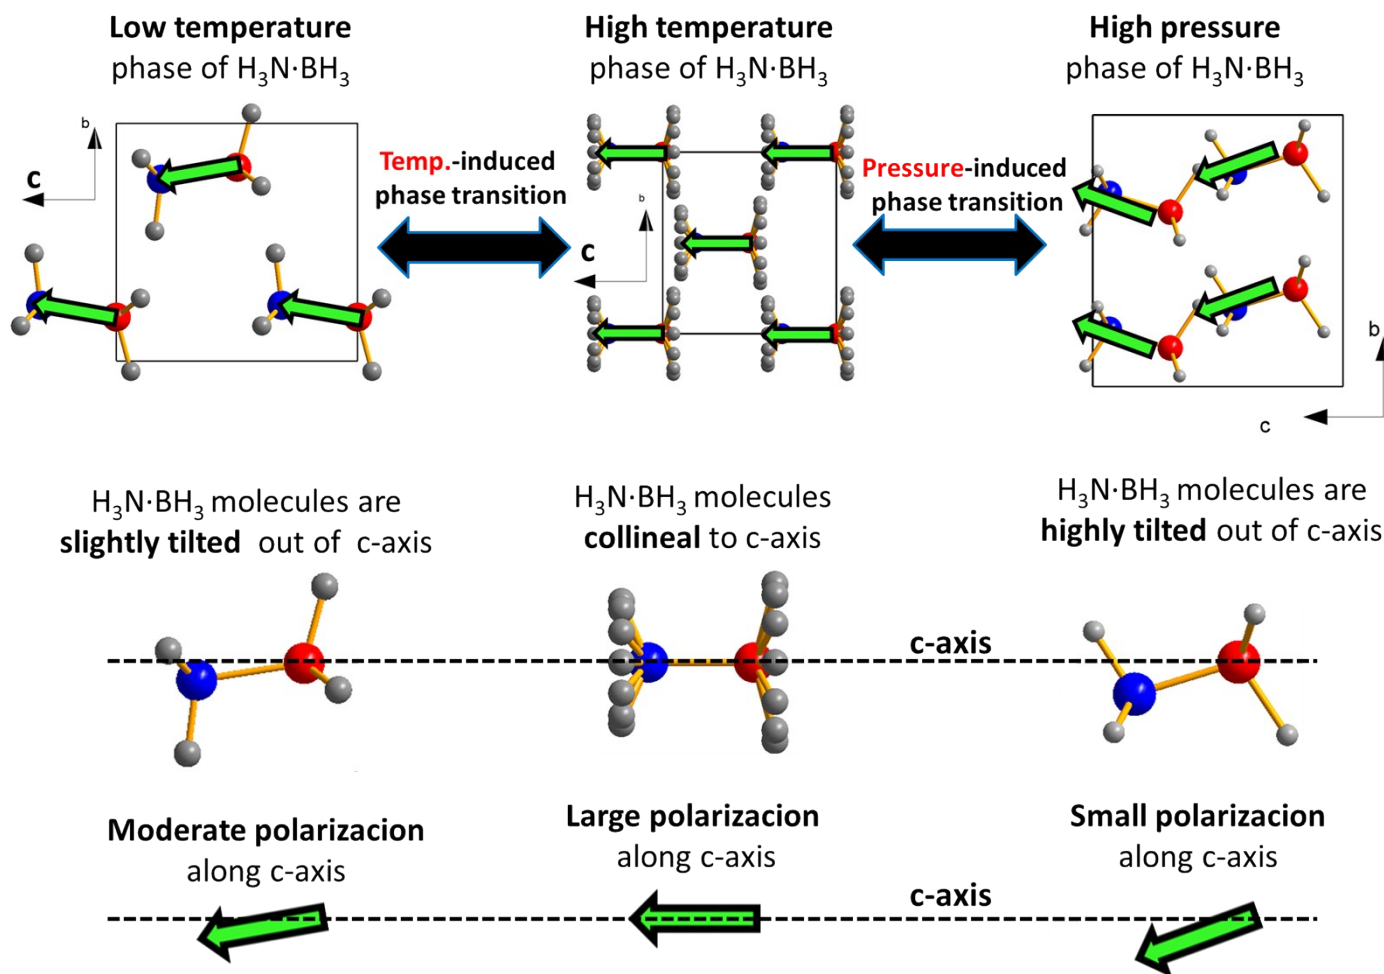 Low temperature
phase of H₃N·BH₃
High temperature
phase of H₃N·BH₃
High pressure
phase of H₃N·BH₃
b
c
Temp.-induced
phase transition
b
c
Pressure-induced
phase transition
b
c
H₃N·BH₃ molecules are
slightly tilted out of c-axis
H₃N·BH₃ molecules
collineal to c-axis
H₃N·BH₃ molecules are
highly tilted out of c-axis
c-axis
Moderate polarizacion
along c-axis
Large polarizacion
along c-axis
Small polarizacion
along c-axis
c-axis